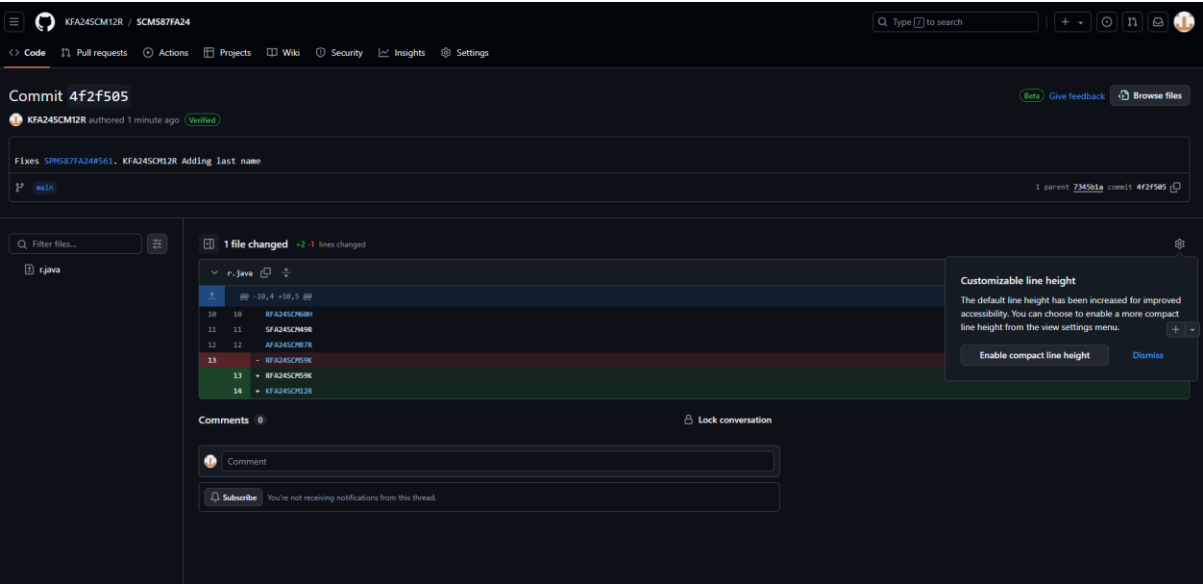 KFA24SCM12R / SCM587FA24
Type / to search
<> Code Pull requests Actions Projects Wiki Security Insights Settings
Commit 4f2f505
Beta Give feedback Browse files
KFA24SCM12R authored 1 minute ago Verified
Fixes SPM587FA24#561. KFA24SCM12R Adding last name
main
1 parent 7345b1a commit 4f2f505
Filter files...
r.java
1 file changed +2 -1 lines changed
r.java
@@ -10,4 +10,5 @@
10 10 RFA24SCM60H
11 11 SFA24SCM49R
12 12 AFA24SCM87R
13 - RFA24SCM59K
13 + RFA24SCM59K
14 + KFA24SCM12R
Customizable line height
The default line height has been increased for improved
accessibility. You can choose to enable a more compact
line height from the view settings menu.
Enable compact line height Dismiss
Comments 0
Lock conversation
Comment
Subscribe You're not receiving notifications from this thread.